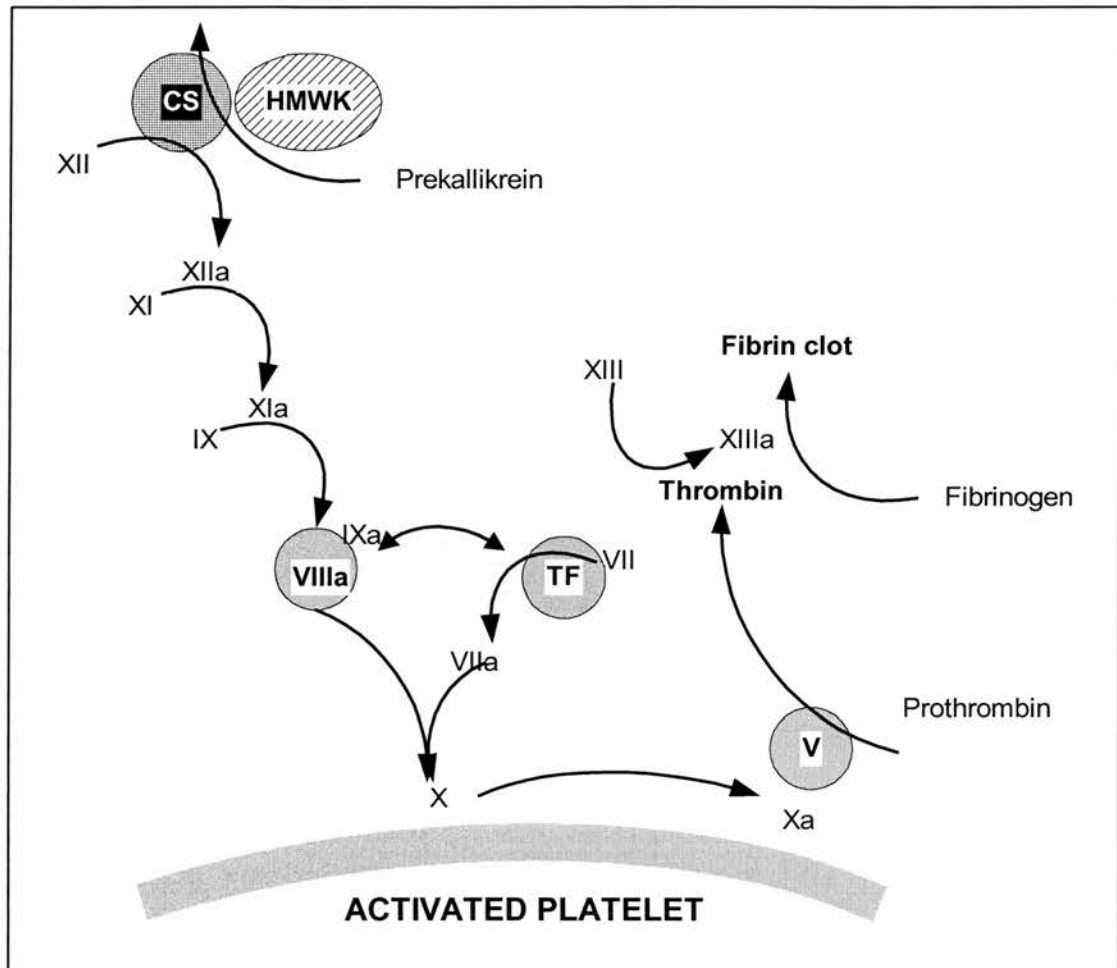 CS
HMWK
XII
Prekallikrein
XIIa
XI
Fibrin clot
XIII
XIa
IX
XIIIa
Thrombin
Fibrinogen
IXa
VIIIa
TF
VII
VIIa
Prothrombin
V
X
Xa
ACTIVATED PLATELET